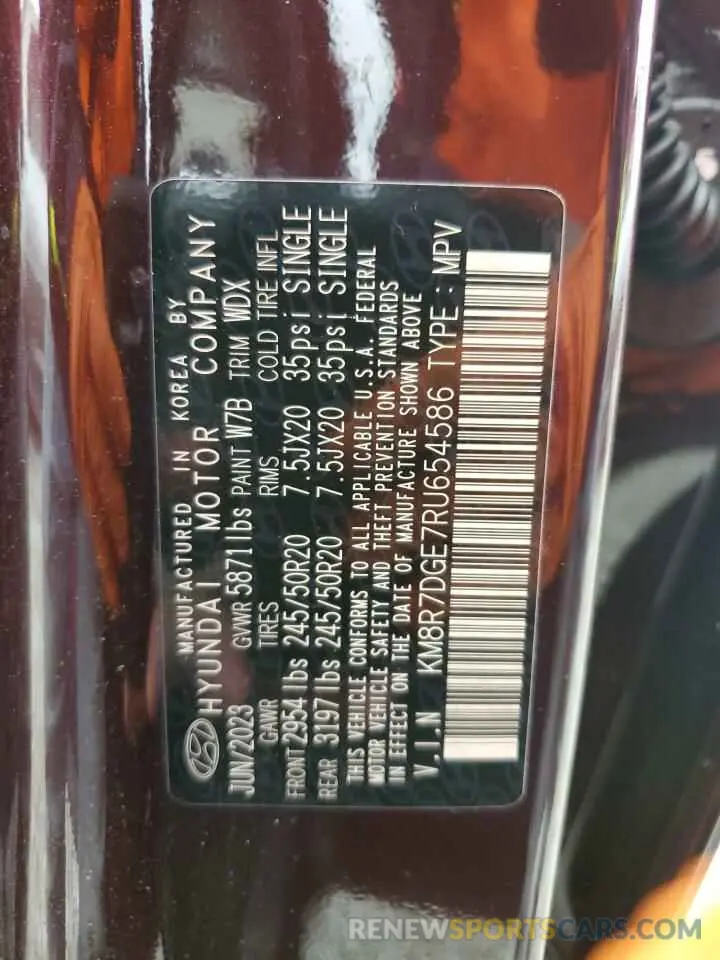 MANUFACTURED IN KOREA BY
HYUNDAI MOTOR COMPANY
JUN/2023 GVWR 5871lbs PAINT W7B TRIM WDX
GAWR TIRES RIMS COLD TIRE INFL
FRONT 2954lbs 245/50R20 7.5JX20 35psi SINGLE
REAR 3197lbs 245/50R20 7.5JX20 35psi SINGLE
THIS VEHICLE CONFORMS TO ALL APPLICABLE U.S.A. FEDERAL
MOTOR VEHICLE SAFETY AND THEFT PREVENTION STANDARDS
IN EFFECT ON THE DATE OF MANUFACTURE SHOWN ABOVE
V.I.N KM8R7DGE7RU654586 TYPE : MPV
RENEWSPORTSCARS.COM